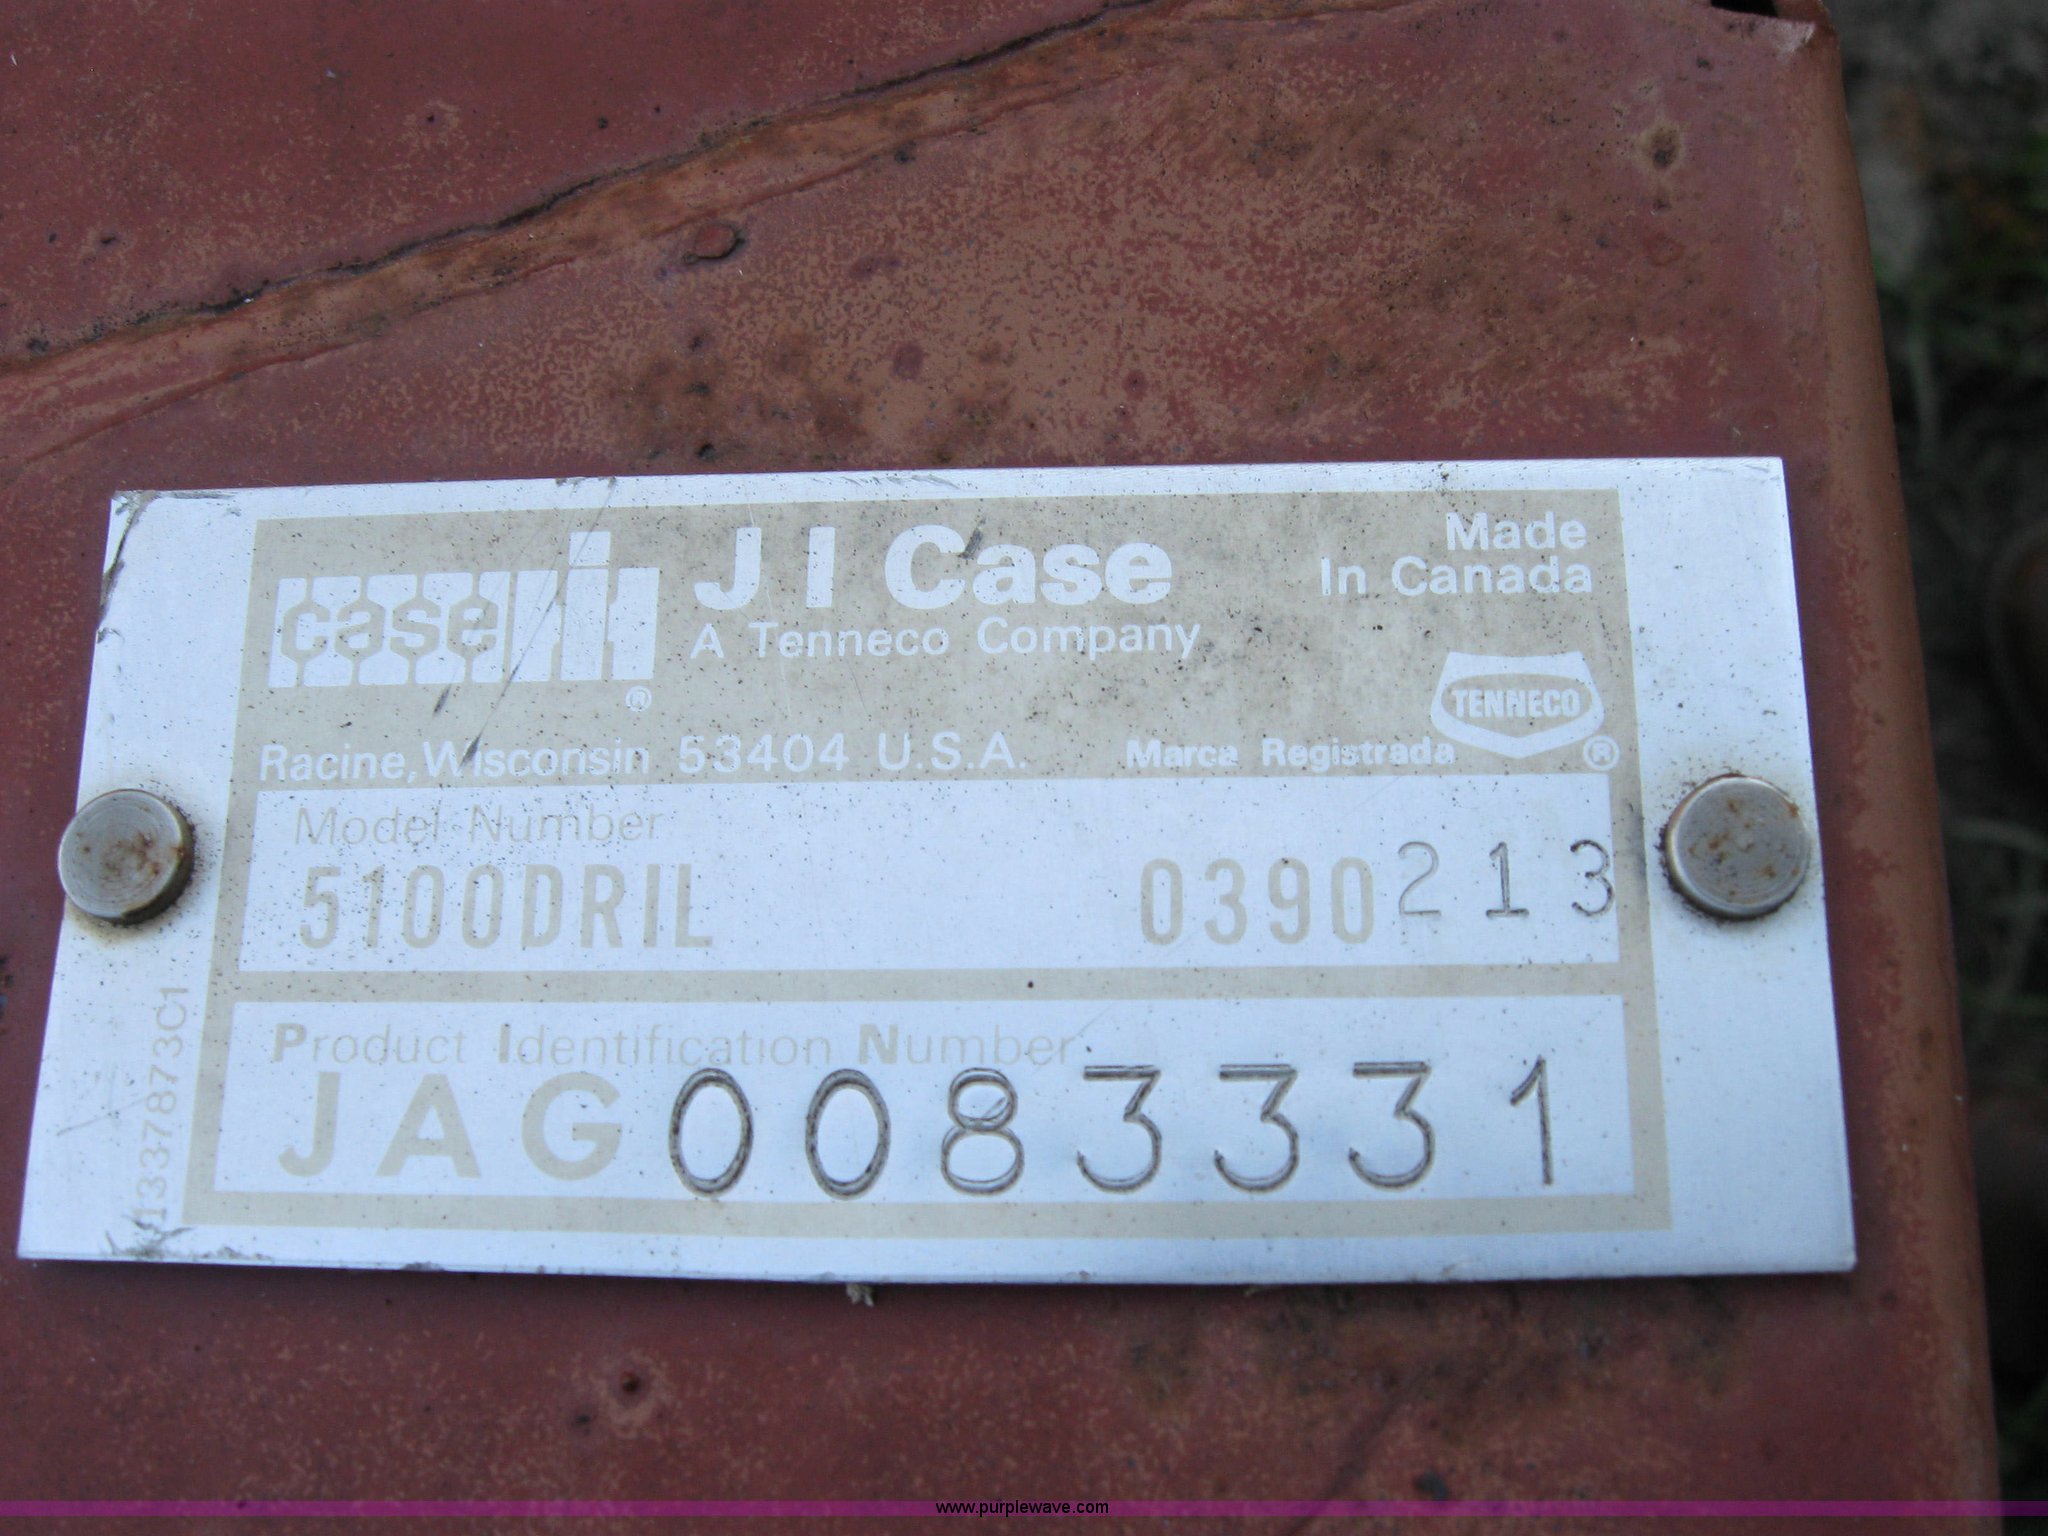 case ih ® J I Case Made
In Canada
A Tenneco Company
TENNECO
Racine, Wisconsin 53404 U.S.A. Marca Registrada ®
Model Number
5100DRIL 0390213
Product Identification Number
JAG0083331
1337873C1
www.purplewave.com